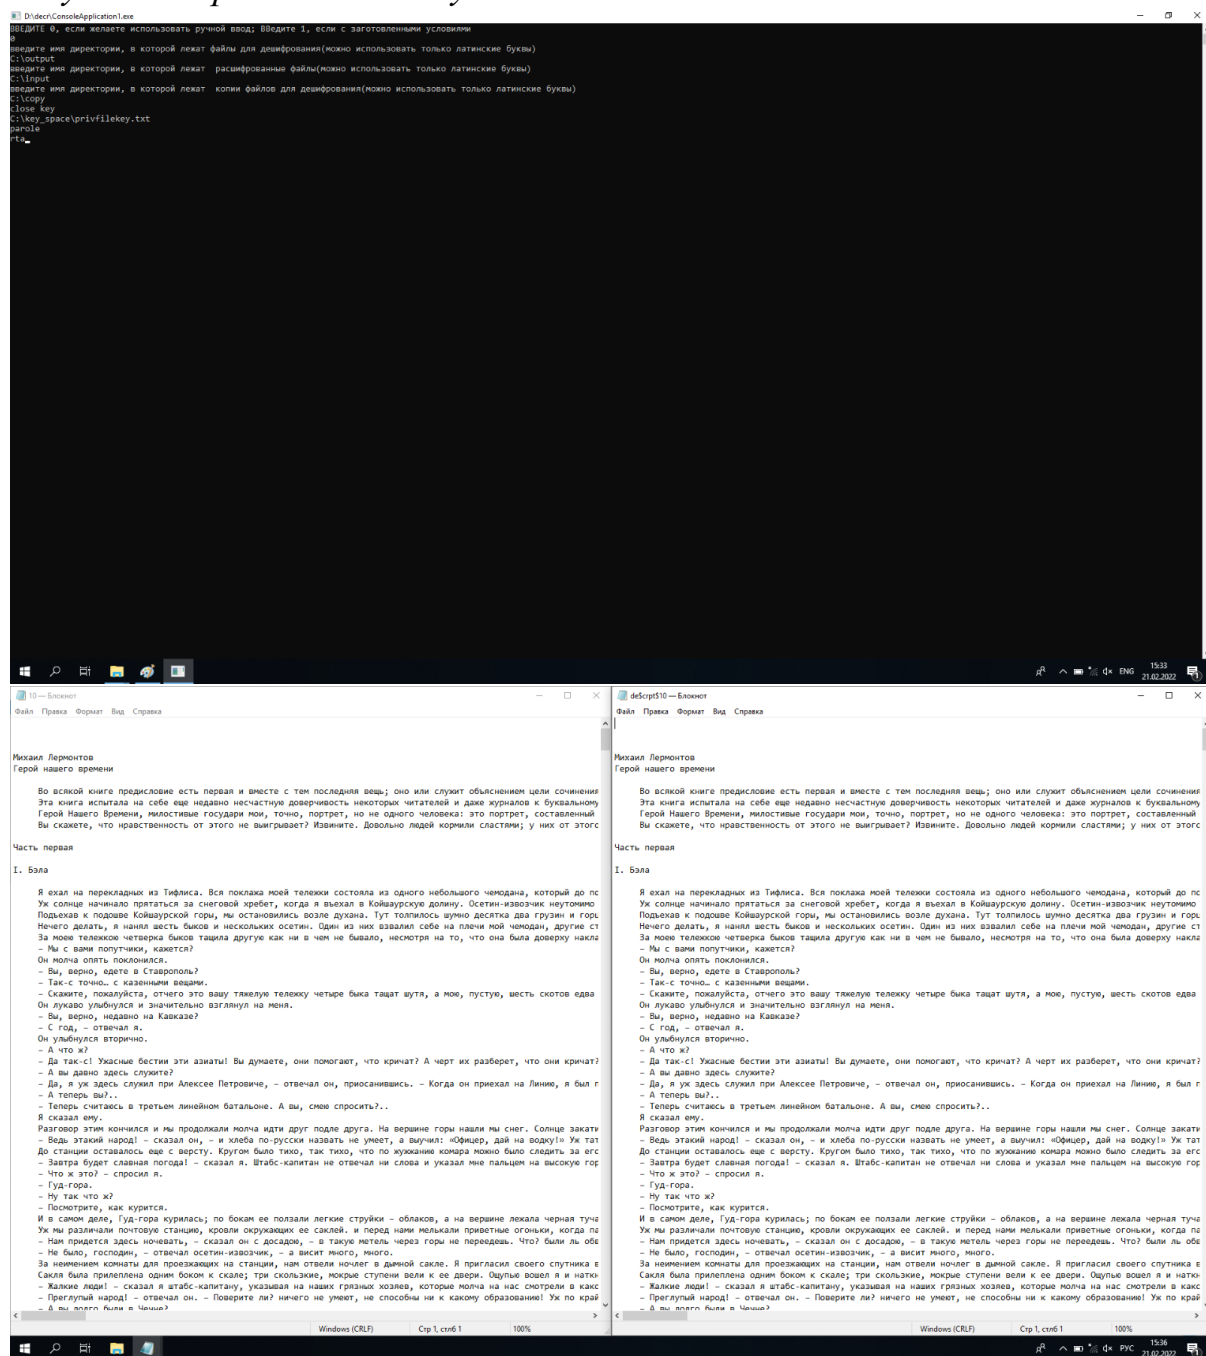 D:\decr\ConsoleApplication1.exe
ВВЕДИТЕ 0, если желаете использовать ручной ввод; ВВедите 1, если с заготовленными условиями
0
введите имя директории, в которой лежат файлы для дешифрования(можно использовать только латинские буквы)
C:\output
введите имя директории, в которой лежат  расшифрованные файлы(можно использовать только латинские буквы)
C:\input
введите имя директории, в которой лежат  копии файлов для дешифрования(можно использовать только латинские буквы)
C:\copy
close key
C:\key_space\privfilekey.txt
parole
rta
ENG
15:33
21.02.2022
10 — Блокнот
Файл Правка Формат Вид Справка
Михаил Лермонтов
Герой нашего времени
Во всякой книге предисловие есть первая и вместе с тем последняя вещь; оно или служит объяснением цели сочинения
Эта книга испытала на себе еще недавно несчастную доверчивость некоторых читателей и даже журналов к буквальному
Герой Нашего Времени, милостивые государи мои, точно, портрет, но не одного человека: это портрет, составленный
Вы скажете, что нравственность от этого не выигрывает? Извините. Довольно людей кормили сластями; у них от этого
Часть первая
I. Бэла
Я ехал на перекладных из Тифлиса. Вся поклажа моей тележки состояла из одного небольшого чемодана, который до по
Уж солнце начинало прятаться за снеговой хребет, когда я въехал в Койшаурскую долину. Осетин-извозчик неутомимо
Подъехав к подошве Койшаурской горы, мы остановились возле духана. Тут толпилось шумно десятка два грузин и горц
Нечего делать, я нанял шесть быков и нескольких осетин. Один из них взвалил себе на плечи мой чемодан, другие ст
За моею тележкою четверка быков тащила другую как ни в чем не бывало, несмотря на то, что она была доверху накла
– Мы с вами попутчики, кажется?
Он молча опять поклонился.
– Вы, верно, едете в Ставрополь?
– Так-с точно… с казенными вещами.
– Скажите, пожалуйста, отчего это вашу тяжелую тележку четыре быка тащат шутя, а мою, пустую, шесть скотов едва
Он лукаво улыбнулся и значительно взглянул на меня.
– Вы, верно, недавно на Кавказе?
– С год, – отвечал я.
Он улыбнулся вторично.
– А что ж?
– Да так-с! Ужасные бестии эти азиаты! Вы думаете, они помогают, что кричат? А черт их разберет, что они кричат?
– А вы давно здесь служите?
– Да, я уж здесь служил при Алексее Петровиче, – отвечал он, приосанившись. – Когда он приехал на Линию, я был п
– А теперь вы?..
– Теперь считаюсь в третьем линейном батальоне. А вы, смею спросить?..
Я сказал ему.
Разговор этим кончился и мы продолжали молча идти друг подле друга. На вершине горы нашли мы снег. Солнце закати
– Ведь этакий народ! – сказал он, – и хлеба по-русски назвать не умеет, а выучил: «Офицер, дай на водку!» Уж тат
До станции оставалось еще с версту. Кругом было тихо, так тихо, что по жужжанию комара можно было следить за его
– Завтра будет славная погода! – сказал я. Штабс-капитан не отвечал ни слова и указал мне пальцем на высокую гор
– Что ж это? – спросил я.
– Гуд-гора.
– Ну так что ж?
– Посмотрите, как курится.
И в самом деле, Гуд-гора курилась; по бокам ее ползали легкие струйки – облаков, а на вершине лежала черная туча
Уж мы различали почтовую станцию, кровли окружающих ее саклей. и перед нами мелькали приветные огоньки, когда па
– Нам придется здесь ночевать, – сказал он с досадою, – в такую метель через горы не переедешь. Что? были ль обв
– Не было, господин, – отвечал осетин-извозчик, – а висит много, много.
За неимением комнаты для проезжающих на станции, нам отвели ночлег в дымной сакле. Я пригласил своего спутника в
Сакля была прилеплена одним боком к скале; три скользкие, мокрые ступени вели к ее двери. Ощупью вошел я и наткн
– Жалкие люди! – сказал я штабс-капитану, указывая на наших грязных хозяев, которые молча на нас смотрели в како
– Преглупый народ! – отвечал он. – Поверите ли? ничего не умеют, не способны ни к какому образованию! Уж по край
– А вы долго были в Чечне?
Windows (CRLF) Стр 1, стлб 1 100%
de$crpt$10 — Блокнот
Файл Правка Формат Вид Справка
Михаил Лермонтов
Герой нашего времени
Во всякой книге предисловие есть первая и вместе с тем последняя вещь; оно или служит объяснением цели сочинения
Эта книга испытала на себе еще недавно несчастную доверчивость некоторых читателей и даже журналов к буквальному
Герой Нашего Времени, милостивые государи мои, точно, портрет, но не одного человека: это портрет, составленный
Вы скажете, что нравственность от этого не выигрывает? Извините. Довольно людей кормили сластями; у них от этого
Часть первая
I. Бэла
Я ехал на перекладных из Тифлиса. Вся поклажа моей тележки состояла из одного небольшого чемодана, который до по
Уж солнце начинало прятаться за снеговой хребет, когда я въехал в Койшаурскую долину. Осетин-извозчик неутомимо
Подъехав к подошве Койшаурской горы, мы остановились возле духана. Тут толпилось шумно десятка два грузин и горц
Нечего делать, я нанял шесть быков и нескольких осетин. Один из них взвалил себе на плечи мой чемодан, другие ст
За моею тележкою четверка быков тащила другую как ни в чем не бывало, несмотря на то, что она была доверху накла
– Мы с вами попутчики, кажется?
Он молча опять поклонился.
– Вы, верно, едете в Ставрополь?
– Так-с точно… с казенными вещами.
– Скажите, пожалуйста, отчего это вашу тяжелую тележку четыре быка тащат шутя, а мою, пустую, шесть скотов едва
Он лукаво улыбнулся и значительно взглянул на меня.
– Вы, верно, недавно на Кавказе?
– С год, – отвечал я.
Он улыбнулся вторично.
– А что ж?
– Да так-с! Ужасные бестии эти азиаты! Вы думаете, они помогают, что кричат? А черт их разберет, что они кричат?
– А вы давно здесь служите?
– Да, я уж здесь служил при Алексее Петровиче, – отвечал он, приосанившись. – Когда он приехал на Линию, я был п
– А теперь вы?..
– Теперь считаюсь в третьем линейном батальоне. А вы, смею спросить?..
Я сказал ему.
Разговор этим кончился и мы продолжали молча идти друг подле друга. На вершине горы нашли мы снег. Солнце закати
– Ведь этакий народ! – сказал он, – и хлеба по-русски назвать не умеет, а выучил: «Офицер, дай на водку!» Уж тат
До станции оставалось еще с версту. Кругом было тихо, так тихо, что по жужжанию комара можно было следить за его
– Завтра будет славная погода! – сказал я. Штабс-капитан не отвечал ни слова и указал мне пальцем на высокую гор
– Что ж это? – спросил я.
– Гуд-гора.
– Ну так что ж?
– Посмотрите, как курится.
И в самом деле, Гуд-гора курилась; по бокам ее ползали легкие струйки – облаков, а на вершине лежала черная туча
Уж мы различали почтовую станцию, кровли окружающих ее саклей. и перед нами мелькали приветные огоньки, когда па
– Нам придется здесь ночевать, – сказал он с досадою, – в такую метель через горы не переедешь. Что? были ль обв
– Не было, господин, – отвечал осетин-извозчик, – а висит много, много.
За неимением комнаты для проезжающих на станции, нам отвели ночлег в дымной сакле. Я пригласил своего спутника в
Сакля была прилеплена одним боком к скале; три скользкие, мокрые ступени вели к ее двери. Ощупью вошел я и наткн
– Жалкие люди! – сказал я штабс-капитану, указывая на наших грязных хозяев, которые молча на нас смотрели в како
– Преглупый народ! – отвечал он. – Поверите ли? ничего не умеют, не способны ни к какому образованию! Уж по край
– А вы долго были в Чечне?
Windows (CRLF) Стр 1, стлб 1 100%
РУС
15:36
21.02.2022